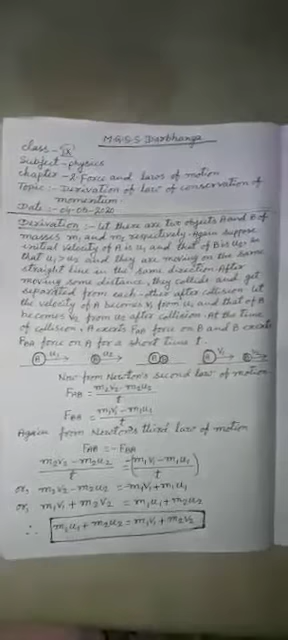 M.G.S.S Darbhanga
class - IX
Subject - physics
chapter - 2. Force and laws of motion
Topic :- Derivation of law of conservation of
momentum.
Date :- 04-05-2020
Derivation :- Let there are two objects A and B of
masses m1 and m2 respectively. Again suppose
initial velocity of A is u1 and that of B is u2. so
that u1 > u2 and they are moving on the same
straight line in the same direction. After
moving some distance, they collide and get
separated from each-other after collision let
the velocity of A becomes v1 from u1 and that of B
becomes v2 from u2 after collision. At the time
of collision, A exerts FAB force on B and B exerts
FBA force on A for a short time t.
A u1 B u2 A B A v1 B v2
Now from Newton's second law of motion
FAB = m2v2 - m2u2 / t
FBA = m1v1 - m1u1 / t
Again from Newton's third law of motion
FAB = - FBA
m2v2 - m2u2 / t = -(m1v1 - m1u1 / t)
or, m2v2 - m2u2 = -m1v1 + m1u1
or, m1v1 + m2v2 = m1u1 + m2u2
∴ m1u1 + m2u2 = m1v1 + m2v2